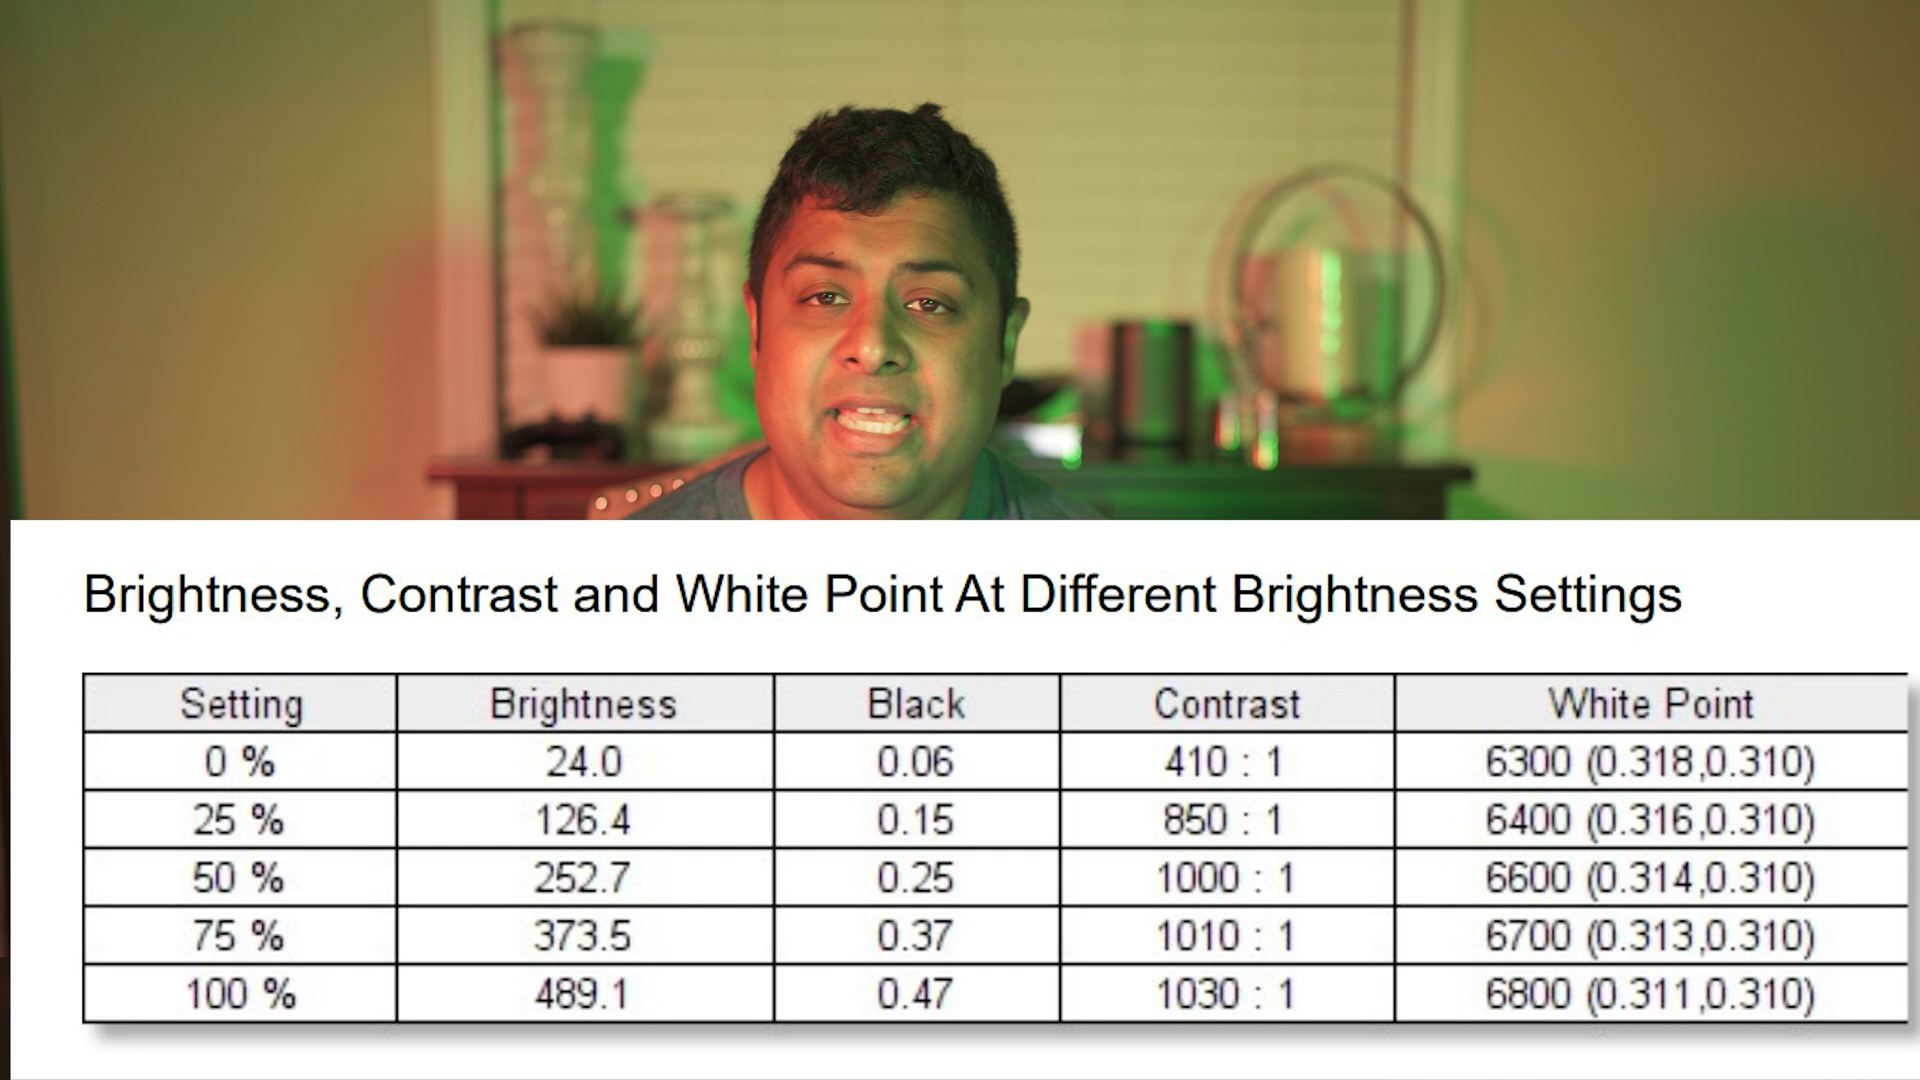 Brightness, Contrast and White Point At Different Brightness Settings
Setting Brightness Black Contrast White Point
0 % 24.0 0.06 410 : 1 6300 (0.318,0.310)
25 % 126.4 0.15 850 : 1 6400 (0.316,0.310)
50 % 252.7 0.25 1000 : 1 6600 (0.314,0.310)
75 % 373.5 0.37 1010 : 1 6700 (0.313,0.310)
100 % 489.1 0.47 1030 : 1 6800 (0.311,0.310)